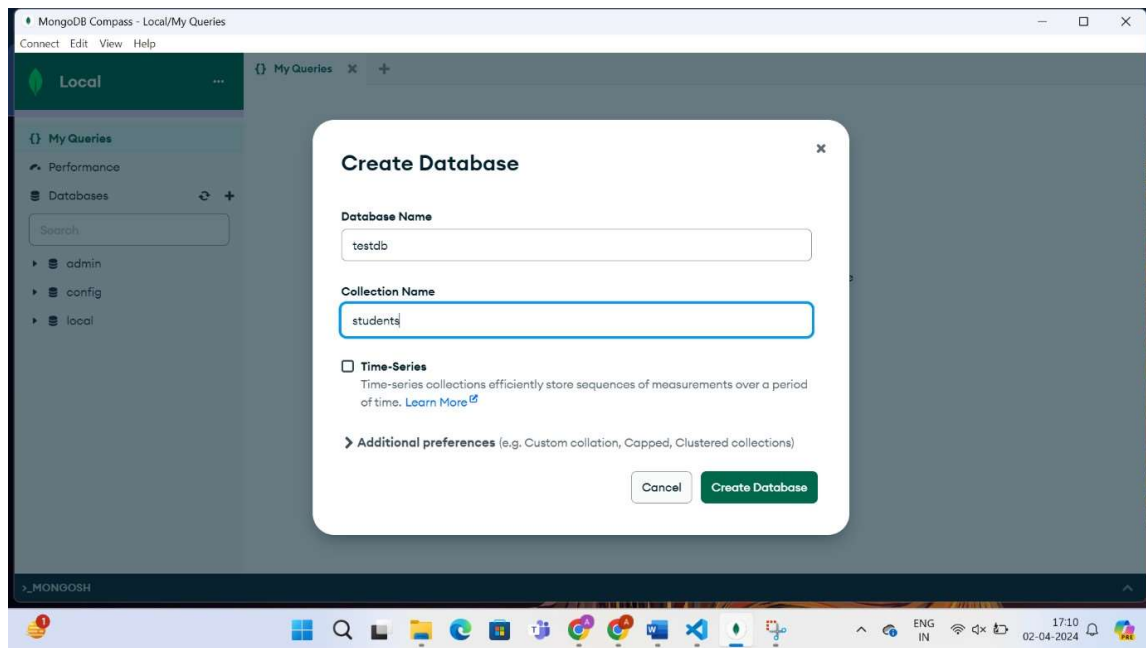 MongoDB Compass - Local/My Queries
Connect Edit View Help
Local
...
{} My Queries
{} My Queries
Performance
Databases
Search
admin
config
local
Create Database
Database Name
testdb
Collection Name
students
Time-Series
Time-series collections efficiently store sequences of measurements over a period
of time. Learn More
Additional preferences (e.g. Custom collation, Capped, Clustered collections)
Cancel
Create Database
>_MONGOSH
1
ENG
IN
17:10
02-04-2024
PRE